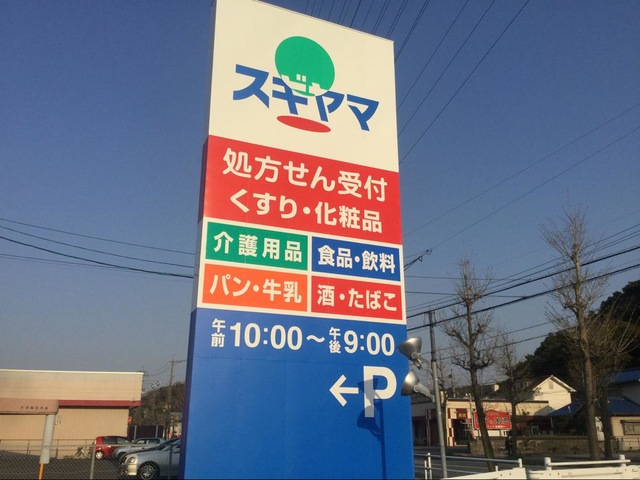 スギヤマ
処方せん受付
くすり・化粧品
介護用品
食品・飲料
パン・牛乳
酒・たばこ
午前10:00～午後9:00
←P